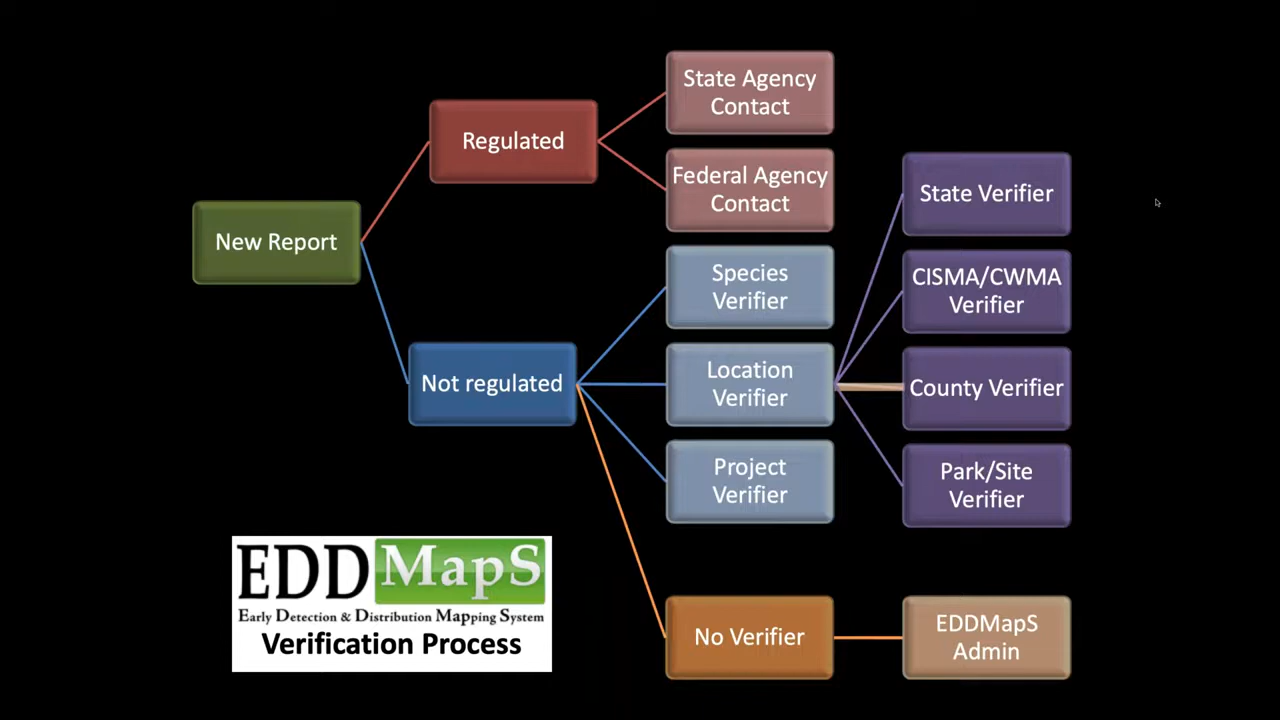 State Agency
Contact
Regulated
Federal Agency
Contact
State Verifier
New Report
Species
Verifier
CISMA/CWMA
Verifier
Not regulated
Location
Verifier
County Verifier
Project
Verifier
Park/Site
Verifier
EDDMapS
Early Detection & Distribution Mapping System
Verification Process
No Verifier
EDDMapS
Admin